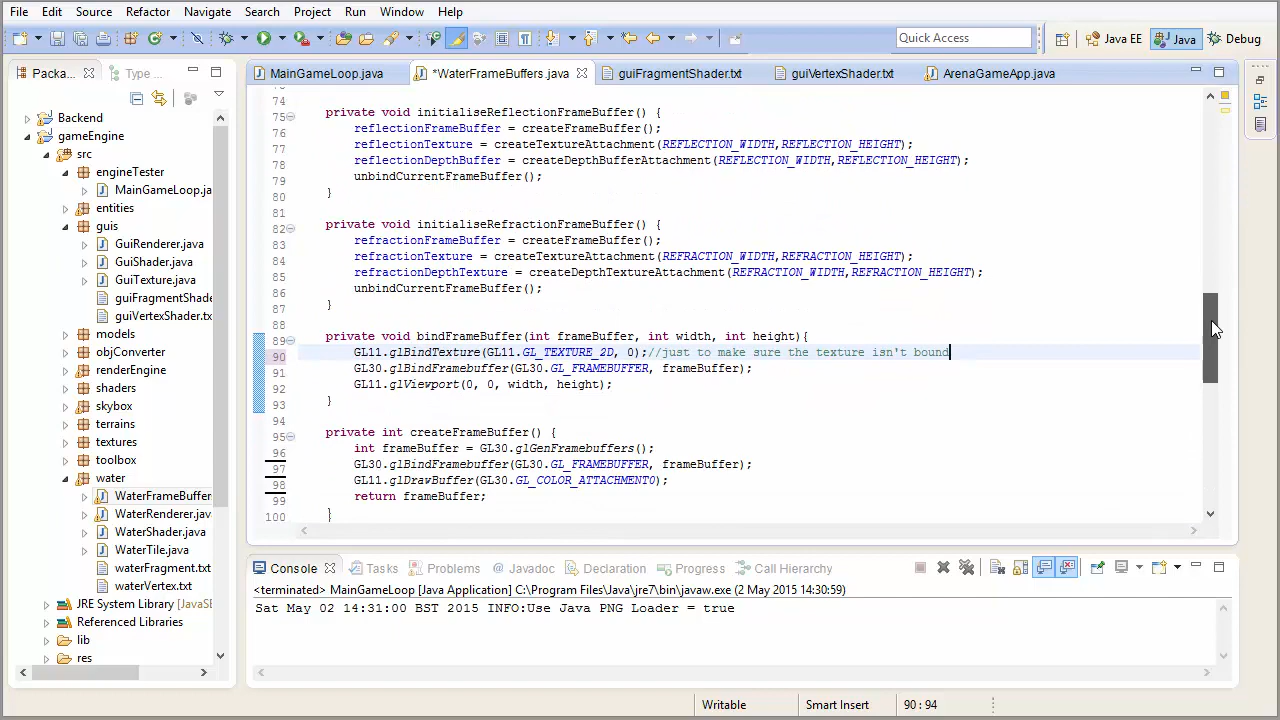 File Edit Source Refactor Navigate Search Project Run Window Help
Quick Access
Java EE
Java
Debug
Packa...
Type ...
MainGameLoop.java
*WaterFrameBuffers.java
guiFragmentShader.txt
guiVertexShader.txt
ArenaGameApp.java
Backend
gameEngine
src
engineTester
MainGameLoop.ja
entities
guis
GuiRenderer.java
GuiShader.java
GuiTexture.java
guiFragmentShade
guiVertexShader.tx
models
objConverter
renderEngine
shaders
skybox
terrains
textures
toolbox
water
WaterFrameBuffer
WaterRenderer.jav
WaterShader.java
WaterTile.java
waterFragment.txt
waterVertex.txt
JRE System Library [JavaSE
Referenced Libraries
lib
res
74
75 private void initialiseReflectionFrameBuffer() {
76 reflectionFrameBuffer = createFrameBuffer();
77 reflectionTexture = createTextureAttachment(REFLECTION_WIDTH,REFLECTION_HEIGHT);
78 reflectionDepthBuffer = createDepthBufferAttachment(REFLECTION_WIDTH,REFLECTION_HEIGHT);
79 unbindCurrentFrameBuffer();
80 }
81
82 private void initialiseRefractionFrameBuffer() {
83 refractionFrameBuffer = createFrameBuffer();
84 refractionTexture = createTextureAttachment(REFRACTION_WIDTH,REFRACTION_HEIGHT);
85 refractionDepthTexture = createDepthTextureAttachment(REFRACTION_WIDTH,REFRACTION_HEIGHT);
86 unbindCurrentFrameBuffer();
87 }
88
89 private void bindFrameBuffer(int frameBuffer, int width, int height){
90 GL11.glBindTexture(GL11.GL_TEXTURE_2D, 0);//just to make sure the texture isn't bound
91 GL30.glBindFramebuffer(GL30.GL_FRAMEBUFFER, frameBuffer);
92 GL11.glViewport(0, 0, width, height);
93 }
94
95 private int createFrameBuffer() {
96 int frameBuffer = GL30.glGenFramebuffers();
97 GL30.glBindFramebuffer(GL30.GL_FRAMEBUFFER, frameBuffer);
98 GL11.glDrawBuffer(GL30.GL_COLOR_ATTACHMENT0);
99 return frameBuffer;
100 }
Console Tasks Problems Javadoc Declaration Progress Call Hierarchy
<terminated> MainGameLoop [Java Application] C:\Program Files\Java\jre7\bin\javaw.exe (2 May 2015 14:30:59)
Sat May 02 14:31:00 BST 2015 INFO:Use Java PNG Loader = true
Writable
Smart Insert
90 : 94